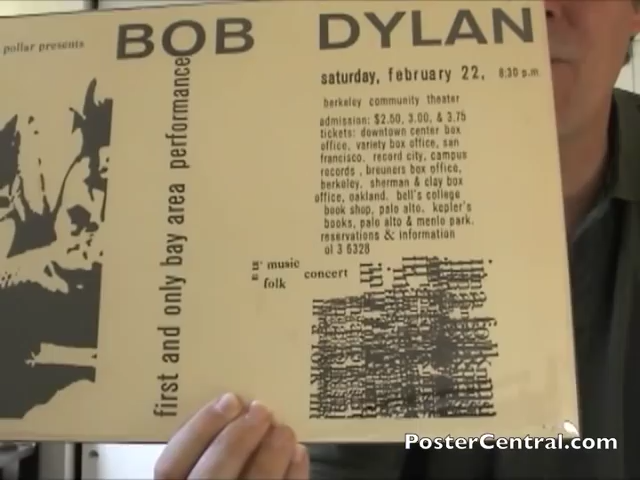 pollar presents
BOB DYLAN
saturday, february 22, 8:30 p.m.
berkeley community theater
admission: $2.50, 3.00, & 3.75
tickets: downtown center box
office, variety box office, san
francisco. record city, campus
records, breuners box office,
berkeley. sherman & clay box
office, oakland. bell's college
book shop, palo alto. kepler's
books, palo alto & menlo park.
reservations & information
ol 3 6328
first and only bay area performance
music
folk
concert
PosterCentral.com